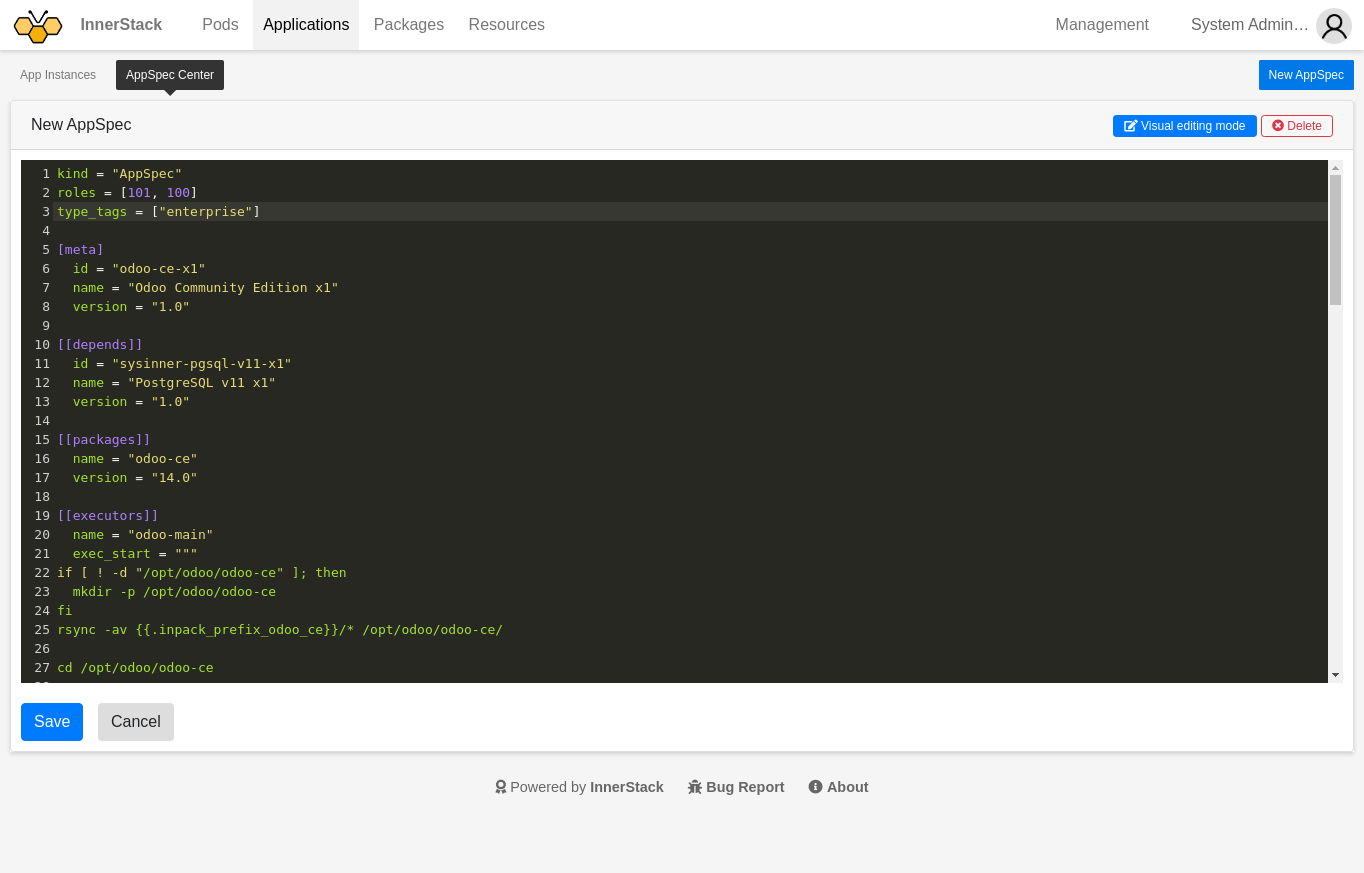 InnerStack Pods Applications Packages Resources Management System Admin…
App Instances AppSpec Center New AppSpec
New AppSpec Visual editing mode Delete
1 kind = "AppSpec"
2 roles = [101, 100]
3 type_tags = ["enterprise"]
4
5 [meta]
6   id = "odoo-ce-x1"
7   name = "Odoo Community Edition x1"
8   version = "1.0"
9
10 [[depends]]
11   id = "sysinner-pgsql-v11-x1"
12   name = "PostgreSQL v11 x1"
13   version = "1.0"
14
15 [[packages]]
16   name = "odoo-ce"
17   version = "14.0"
18
19 [[executors]]
20   name = "odoo-main"
21   exec_start = """
22 if [ ! -d "/opt/odoo/odoo-ce" ]; then
23   mkdir -p /opt/odoo/odoo-ce
24 fi
25 rsync -av {{.inpack_prefix_odoo_ce}}/* /opt/odoo/odoo-ce/
26
27 cd /opt/odoo/odoo-ce
Save Cancel
Powered by InnerStack Bug Report About